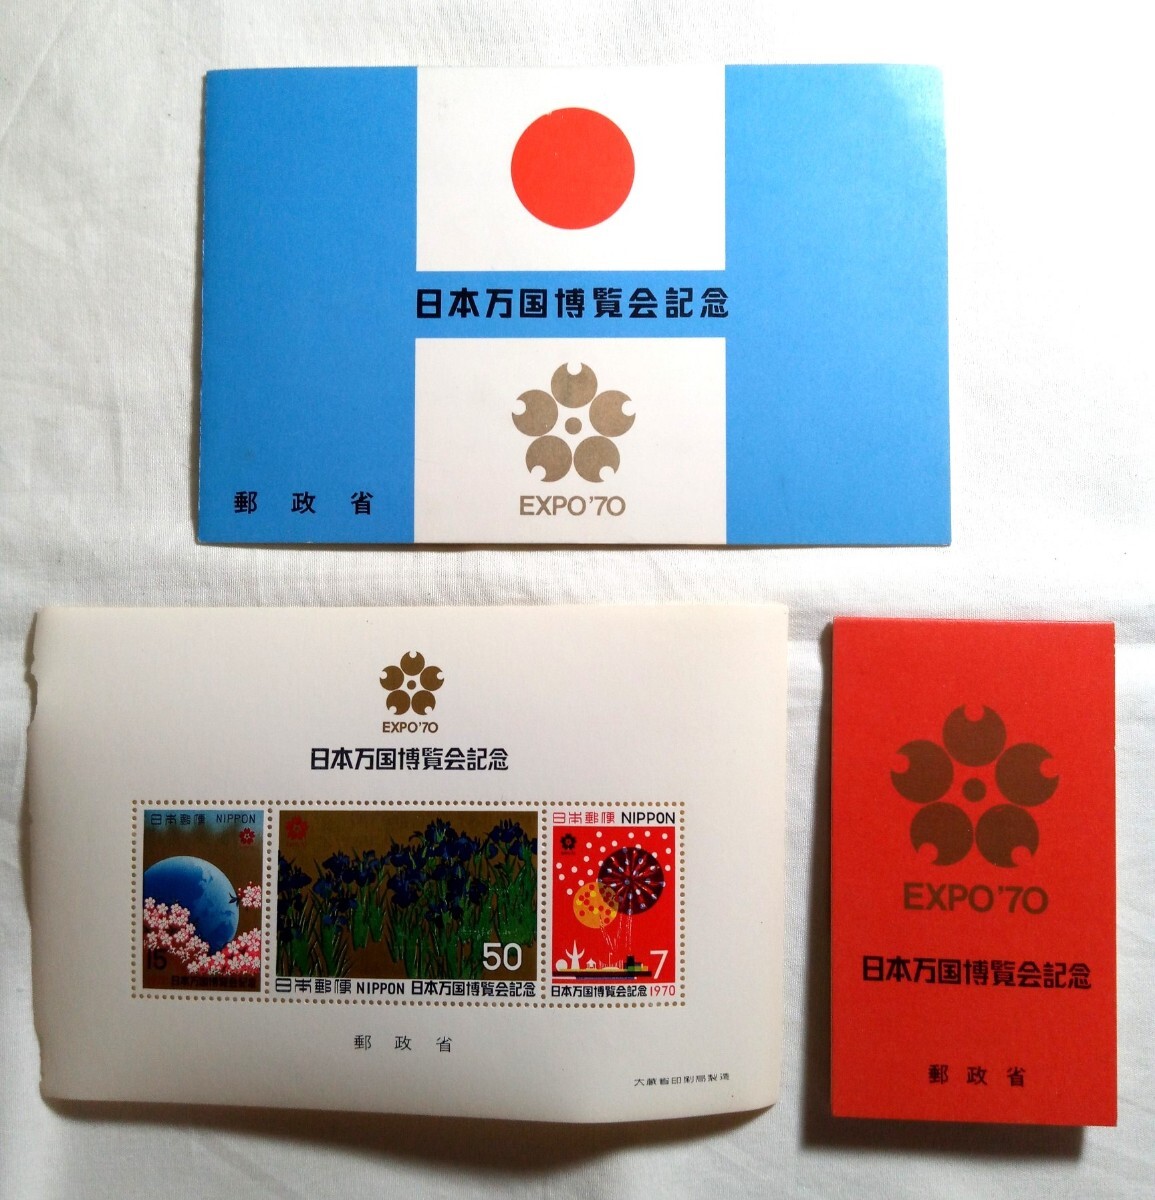 日本万国博覧会記念
郵政省
EXPO'70
EXPO'70
日本万国博覧会記念
日本郵便 NIPPON
15
日本万国博覧会記念
50
日本郵便 NIPPON 日本万国博覧会記念
日本郵便 NIPPON
7
日本万国博覧会記念 1970
郵政省
大蔵省印刷局製造
EXPO'70
日本万国博覧会記念
郵政省